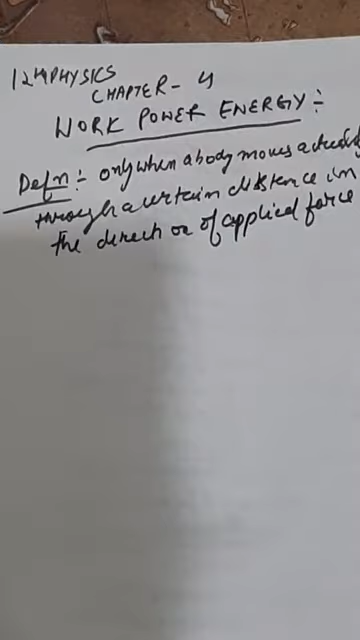 12th PHYSICS
CHAPTER - 4
WORK POWER ENERGY :-
Defn :- only when a body moves actually
through a certain distence in
the direction of applied force